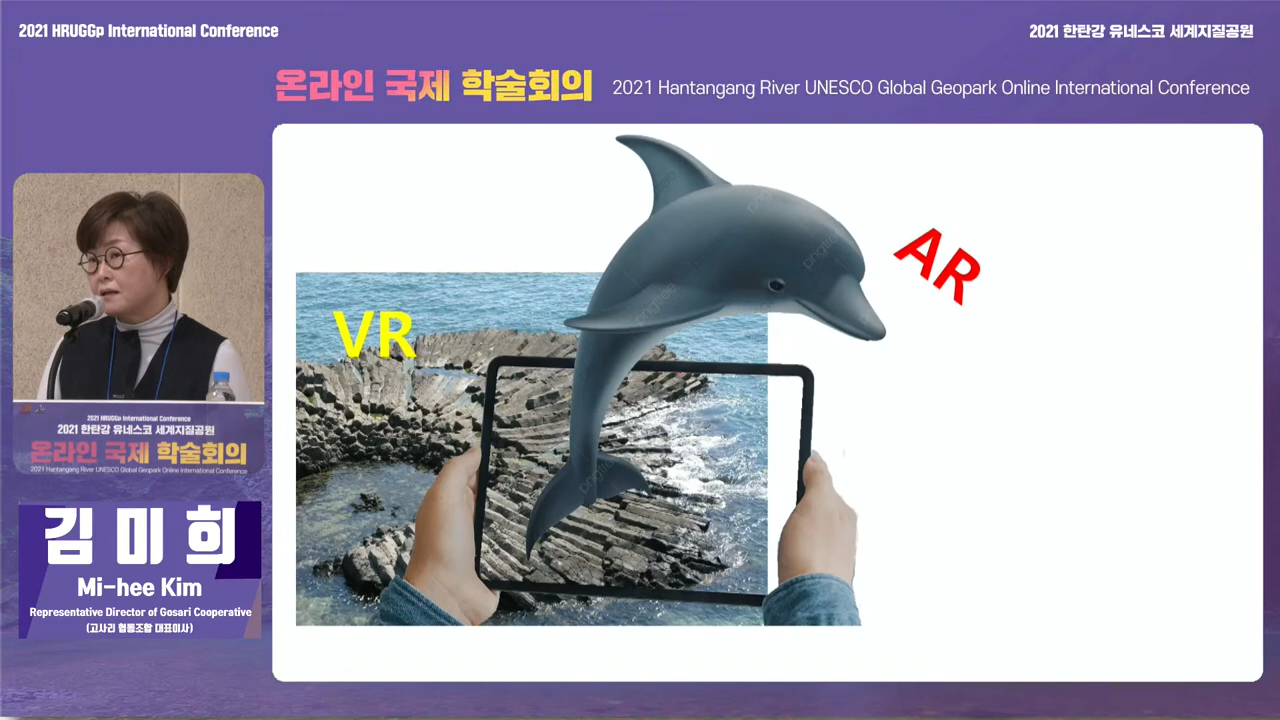 2021 HRUGGp International Conference
2021 한탄강 유네스코 세계지질공원
온라인 국제 학술회의
2021 Hantangang River UNESCO Global Geopark Online International Conference
AR
VR
pngtree
pngtree
pngtree
pngtree
2021 HRUGGp International Conference
2021 한탄강 유네스코 세계지질공원
온라인 국제 학술회의
2021 Hantangang River UNESCO Global Geopark Online International Conference
김미희
Mi-hee Kim
Representative Director of Gosari Cooperative
(고사리 협동조합 대표이사)